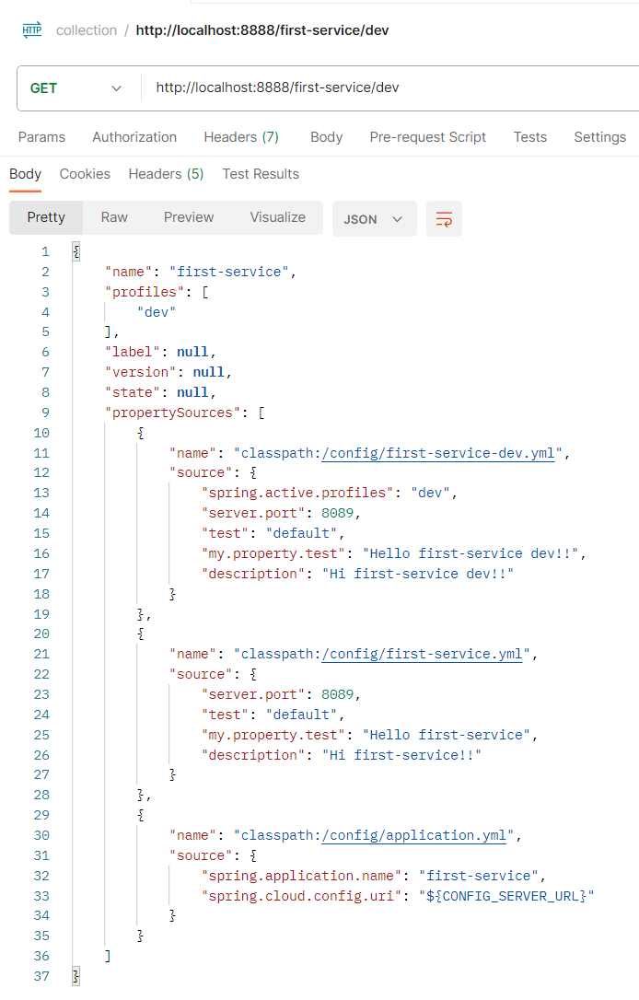 HTTP collection / http://localhost:8888/first-service/dev
GET http://localhost:8888/first-service/dev
Params Authorization Headers (7) Body Pre-request Script Tests Settings
Body Cookies Headers (5) Test Results
Pretty Raw Preview Visualize JSON
1 {
2 "name": "first-service",
3 "profiles": [
4 "dev"
5 ],
6 "label": null,
7 "version": null,
8 "state": null,
9 "propertySources": [
10 {
11 "name": "classpath:/config/first-service-dev.yml",
12 "source": {
13 "spring.active.profiles": "dev",
14 "server.port": 8089,
15 "test": "default",
16 "my.property.test": "Hello first-service dev!!",
17 "description": "Hi first-service dev!!"
18 }
19 },
20 {
21 "name": "classpath:/config/first-service.yml",
22 "source": {
23 "server.port": 8089,
24 "test": "default",
25 "my.property.test": "Hello first-service",
26 "description": "Hi first-service!!"
27 }
28 },
29 {
30 "name": "classpath:/config/application.yml",
31 "source": {
32 "spring.application.name": "first-service",
33 "spring.cloud.config.uri": "${CONFIG_SERVER_URL}"
34 }
35 }
36 ]
37 }